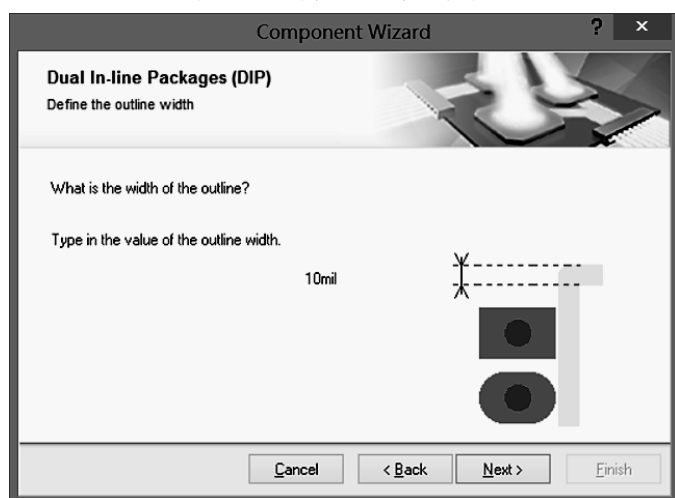 Component Wizard
?
×
Dual In-line Packages (DIP)
Define the outline width
What is the width of the outline?
Type in the value of the outline width.
10mil
Cancel
< Back
Next >
Finish